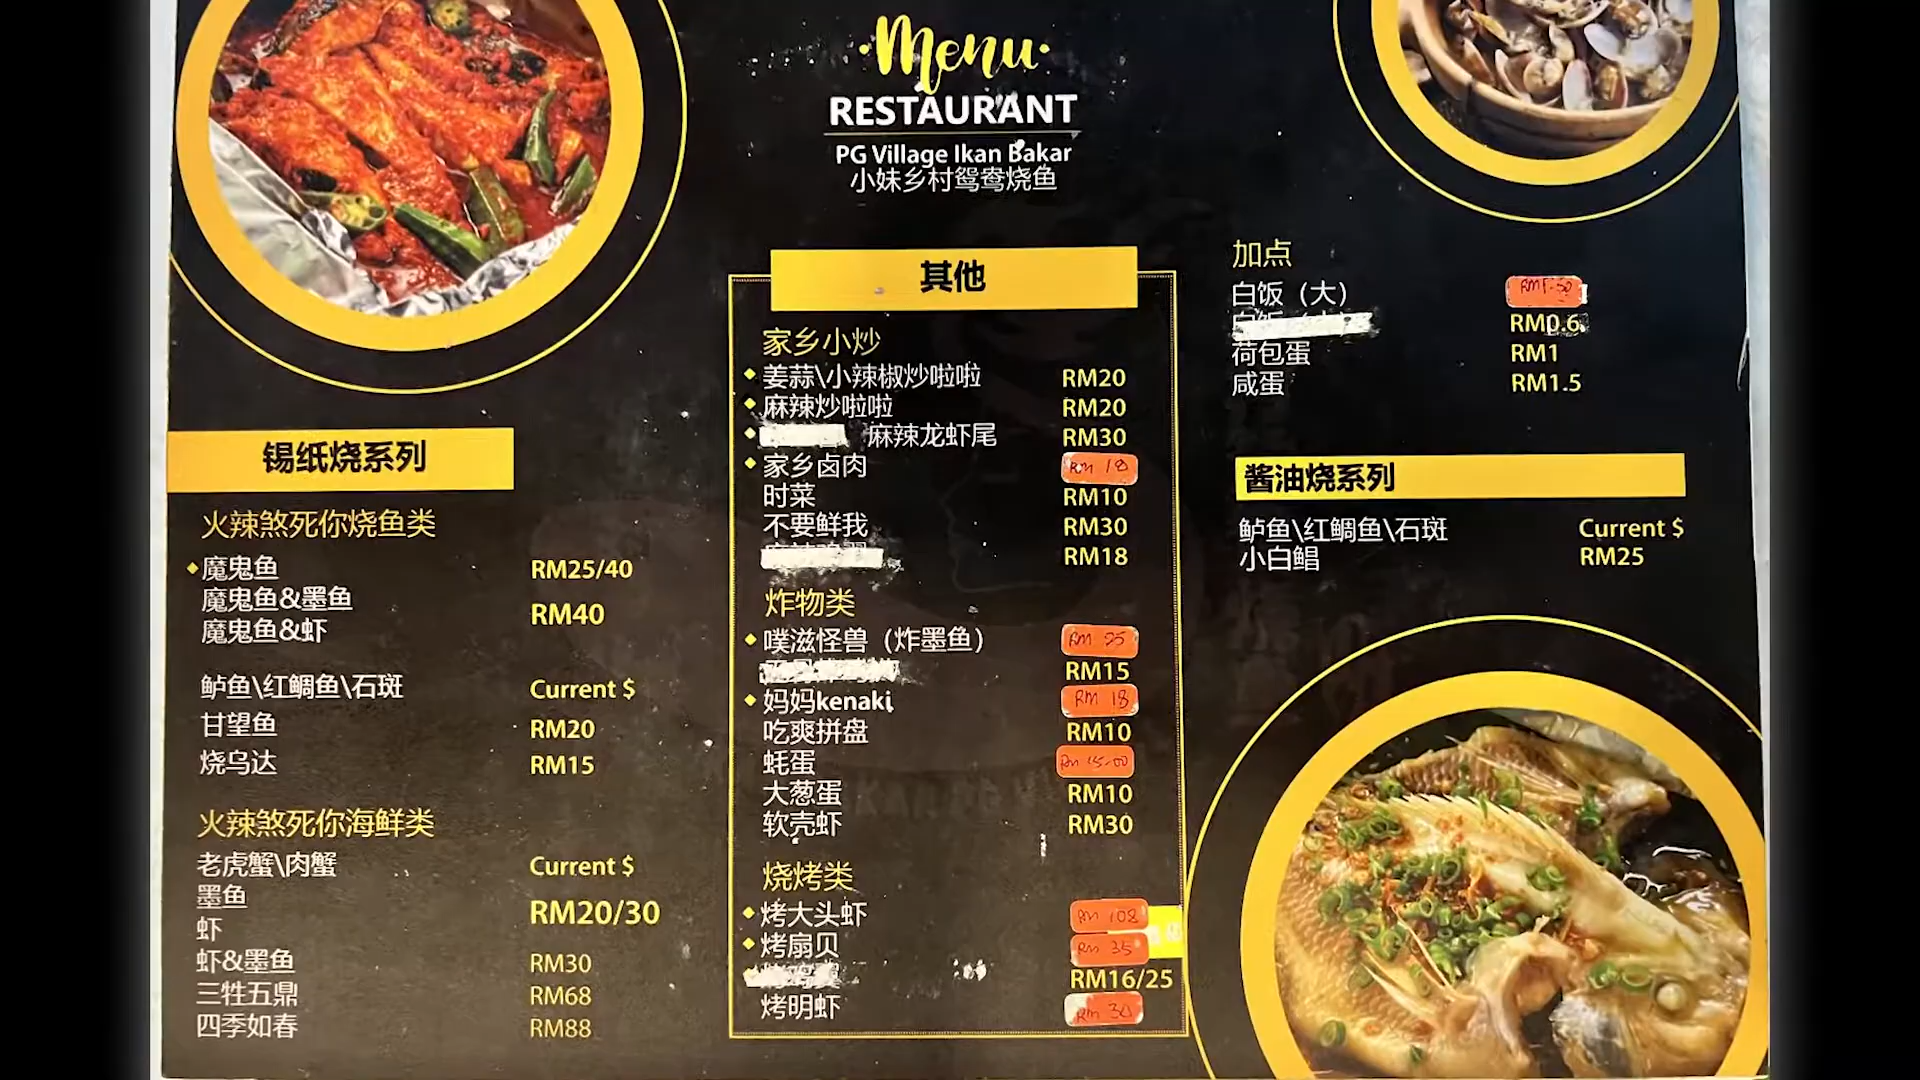 Menu
RESTAURANT
PG Village Ikan Bakar
小妹乡村鸳鸯烧鱼
锡纸烧系列
火辣煞死你烧鱼类
魔鬼鱼 RM25/40
魔鬼鱼&墨鱼
RM40
魔鬼鱼&虾
鲈鱼\红鲷鱼\石斑 Current $
甘望鱼 RM20
烧乌达 RM15
火辣煞死你海鲜类
老虎蟹\肉蟹 Current $
墨鱼
RM20/30
虾
虾&墨鱼 RM30
三牲五鼎 RM68
四季如春 RM88
其他
家乡小炒
姜蒜\小辣椒炒啦啦 RM20
麻辣炒啦啦 RM20
麻辣龙虾尾 RM30
家乡卤肉 RM 18
时菜 RM10
不要鲜我 RM30
RM18
炸物类
噗滋怪兽（炸墨鱼） RM 25
RM15
妈妈kenaki RM 18
吃爽拼盘 RM10
蚝蛋 RM 15-00
大葱蛋 RM10
软壳虾 RM30
烧烤类
烤大头虾 RM 108
烤扇贝 RM 35
RM16/25
烤明虾 RM 30
加点
白饭（大） RM1-50
RM0.6
荷包蛋 RM1
咸蛋 RM1.5
酱油烧系列
鲈鱼\红鲷鱼\石斑 Current $
小白鲳 RM25